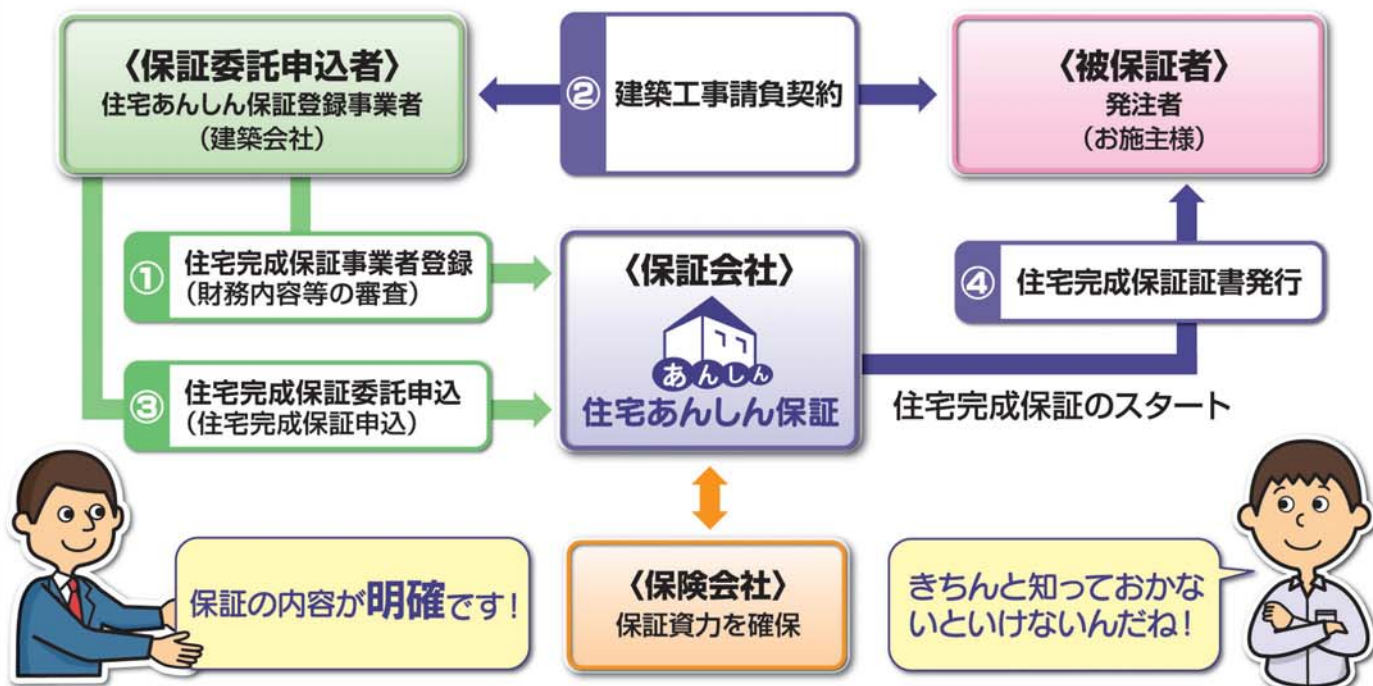 〈保証委託申込者〉
住宅あんしん保証登録事業者
(建築会社)
② 建築工事請負契約
〈被保証者〉
発注者
(お施主様)
① 住宅完成保証事業者登録
(財務内容等の審査)
③ 住宅完成保証委託申込
(住宅完成保証申込)
〈保証会社〉
あんしん
住宅あんしん保証
④ 住宅完成保証証書発行
住宅完成保証のスタート
保証の内容が明確です!
〈保険会社〉
保証資力を確保
きちんと知っておかな
いといけないんだね!